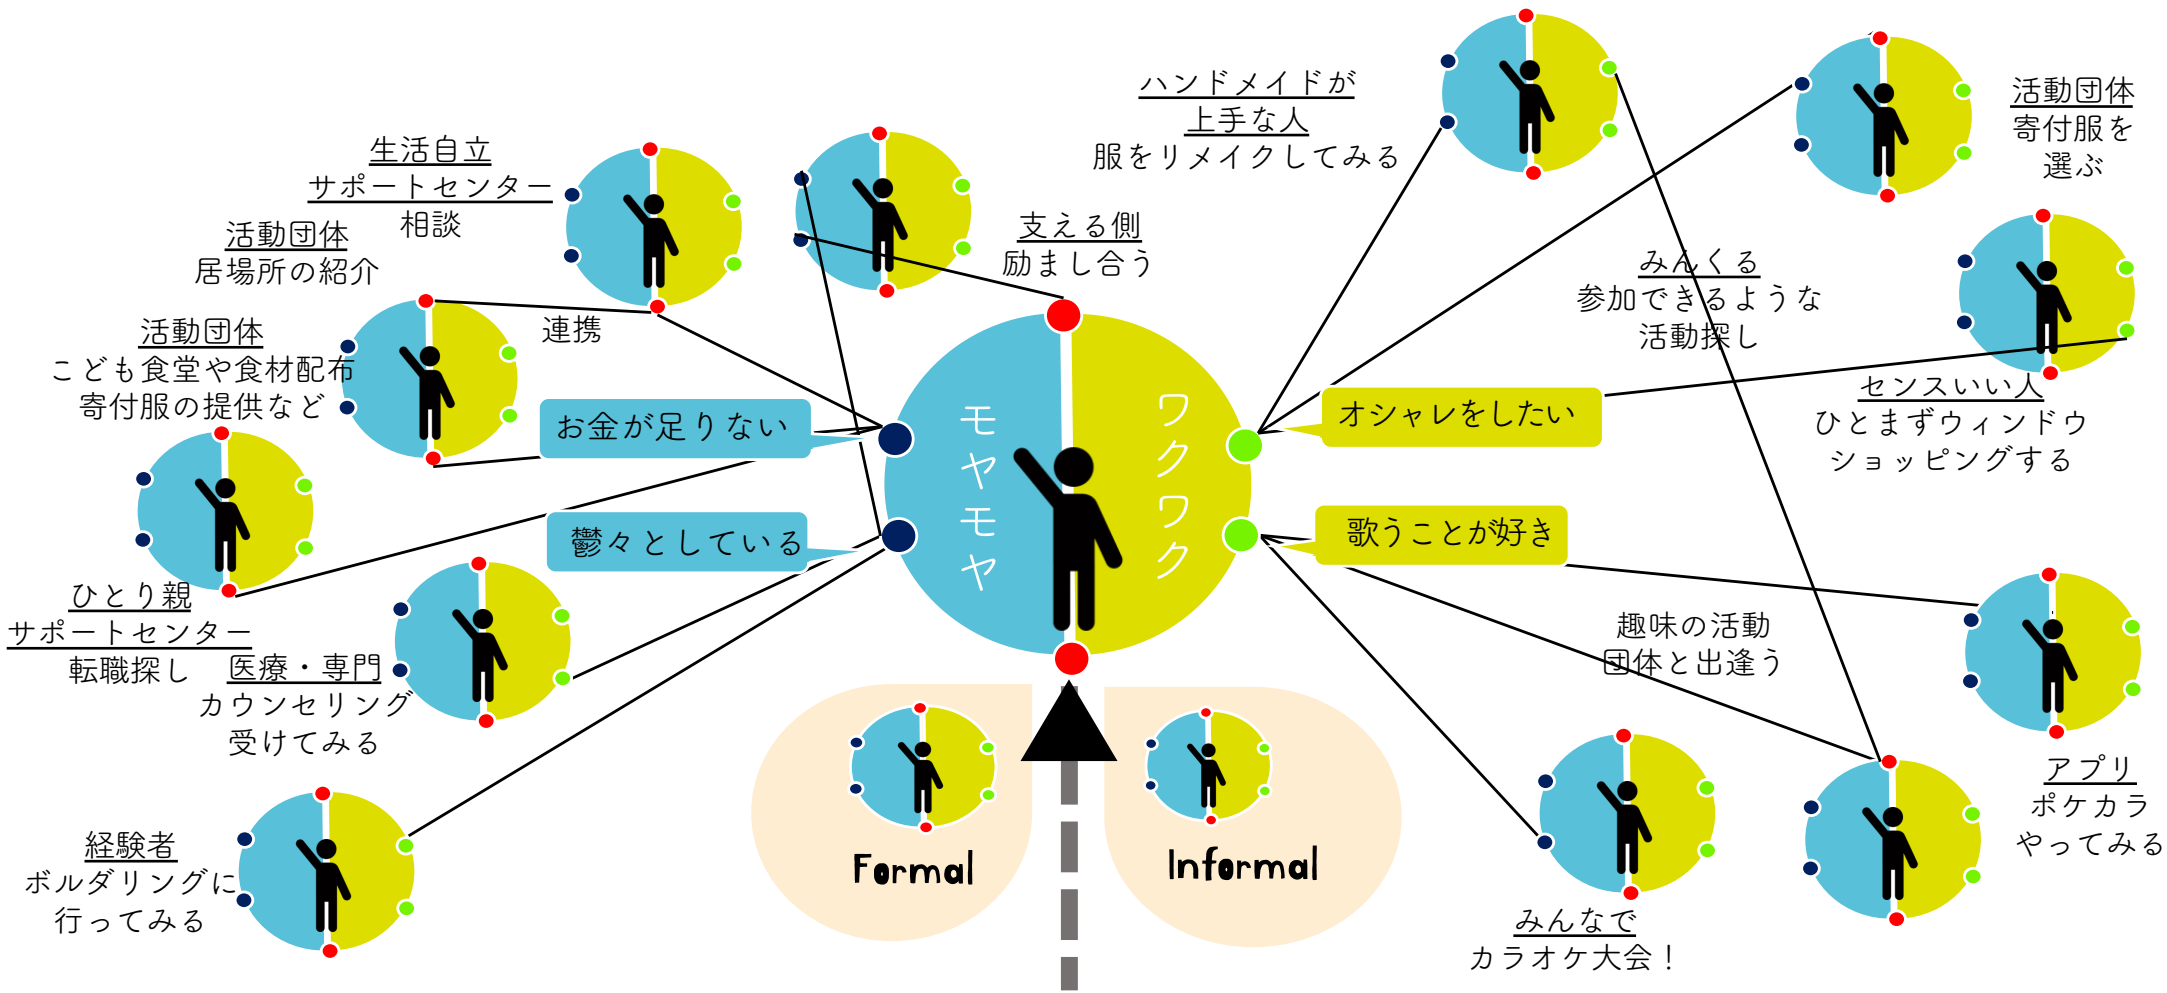 生活自立
サポートセンター
相談
活動団体
居場所の紹介
連携
活動団体
こども食堂や食材配布
寄付服の提供など
お金が足りない
鬱々としている
ひとり親
サポートセンター
転職探し
医療・専門
カウンセリング
受けてみる
経験者
ボルダリングに
行ってみる
支える側
励まし合う
モヤモヤ
ワクワク
Formal
Informal
ハンドメイドが
上手な人
服をリメイクしてみる
活動団体
寄付服を
選ぶ
みんくる
参加できるような
活動探し
オシャレをしたい
センスいい人
ひとまずウィンドウ
ショッピングする
歌うことが好き
趣味の活動
団体と出逢う
アプリ
ポケカラ
やってみる
みんなで
カラオケ大会！